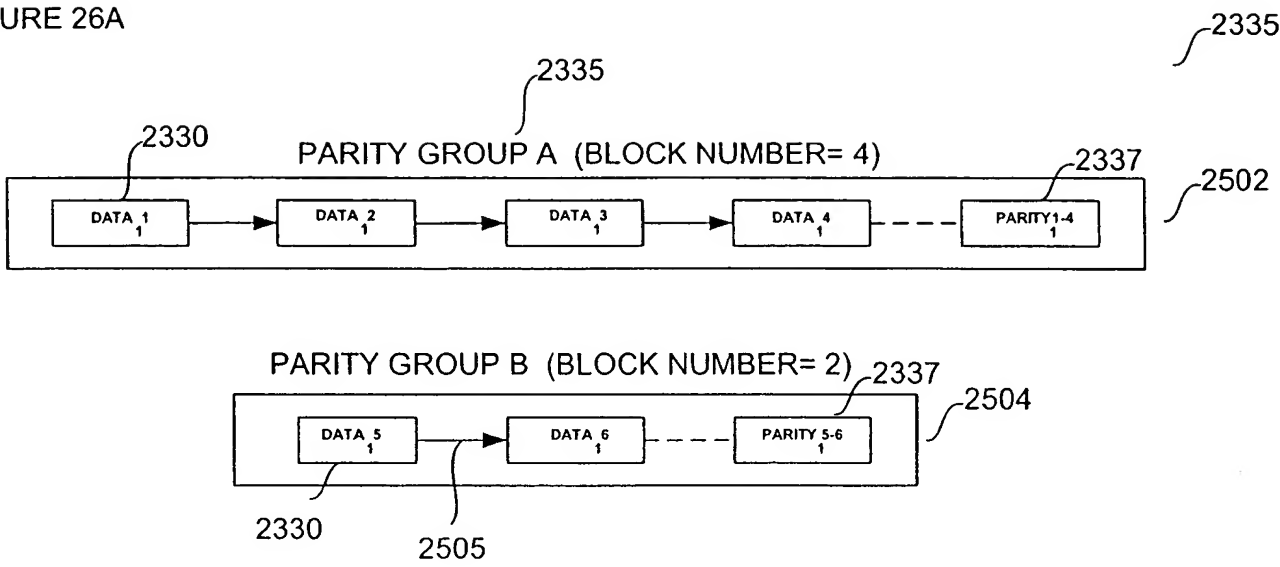 URE 26A
2335
2335
2330
PARITY GROUP A (BLOCK NUMBER= 4)
2337
2502
DATA 1
1
DATA 2
1
DATA 3
1
DATA 4
1
PARITY1-4
1
PARITY GROUP B (BLOCK NUMBER= 2)
2337
2504
DATA 5
1
DATA 6
1
PARITY 5-6
1
2330
2505